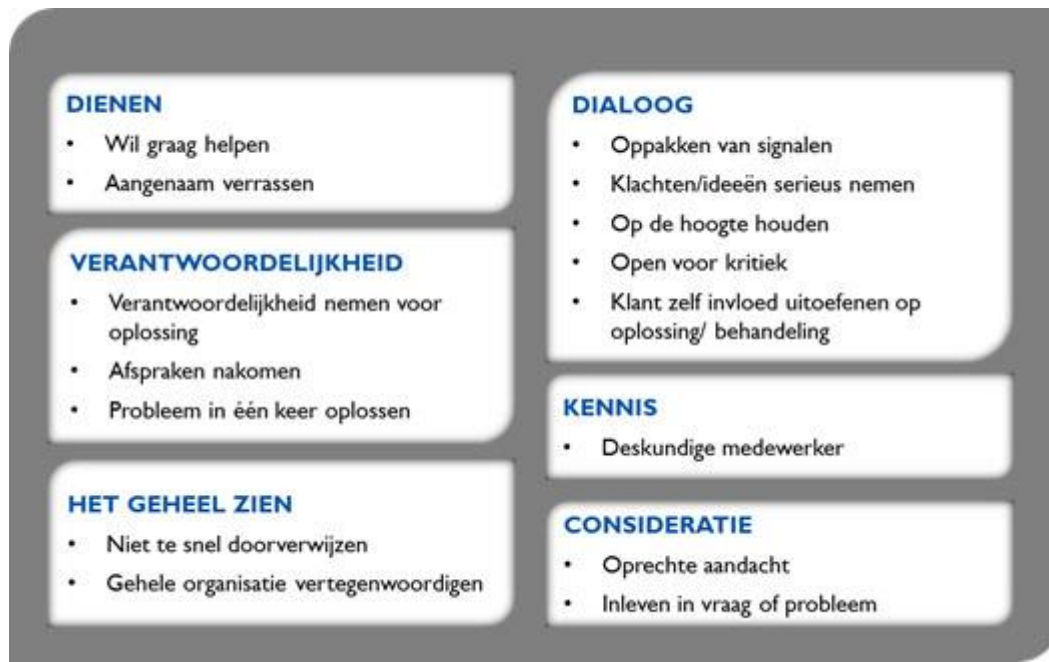 DIENEN
• Wil graag helpen
• Aangenaam verrassen
VERANTWOORDELIJKHEID
• Verantwoordelijkheid nemen voor
oplossing
• Afspraken nakomen
• Probleem in één keer oplossen
HET GEHEEL ZIEN
• Niet te snel doorverwijzen
• Gehele organisatie vertegenwoordigen
DIALOOG
• Oppakken van signalen
• Klachten/ideeën serieus nemen
• Op de hoogte houden
• Open voor kritiek
• Klant zelf invloed uitoefenen op
oplossing/ behandeling
KENNIS
• Deskundige medewerker
CONSIDERATIE
• Oprechte aandacht
• Inleven in vraag of probleem